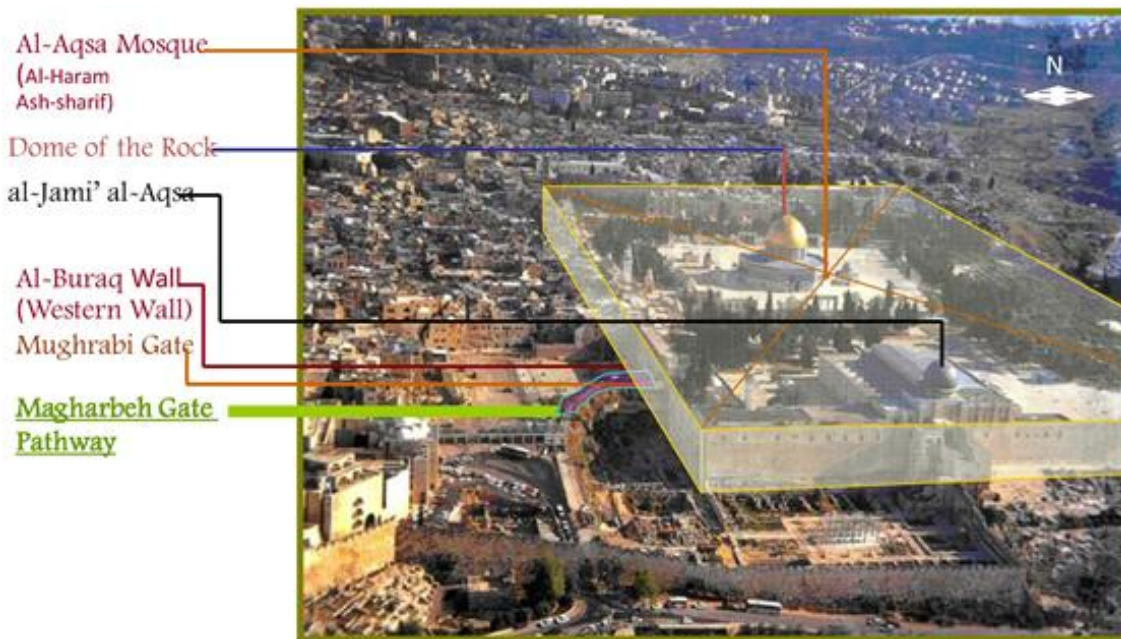 Al-Aqsa Mosque
(Al-Haram
Ash-sharif)
Dome of the Rock
al-Jami' al-Aqsa
Al-Buraq Wall
(Western Wall)
Mughrabi Gate
Magharbeh Gate
Pathway
N